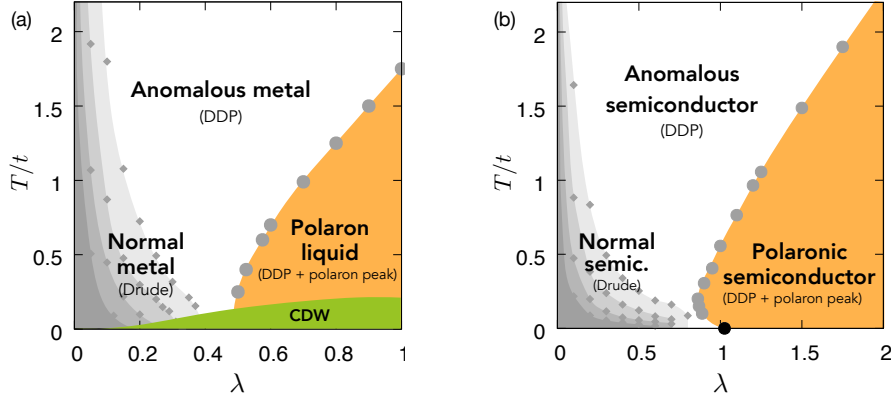 (a)
2
1.5
1
0.5
0
T/t
Anomalous metal
(DDP)
Normal
metal
(Drude)
Polaron
liquid
(DDP + polaron peak)
CDW
0
0.2
0.4
0.6
0.8
1
λ
(b)
2
1.5
1
0.5
0
T/t
Anomalous
semiconductor
(DDP)
Normal
semic.
(Drude)
Polaronic
semiconductor
(DDP + polaron peak)
0
0.5
1
1.5
2
λ